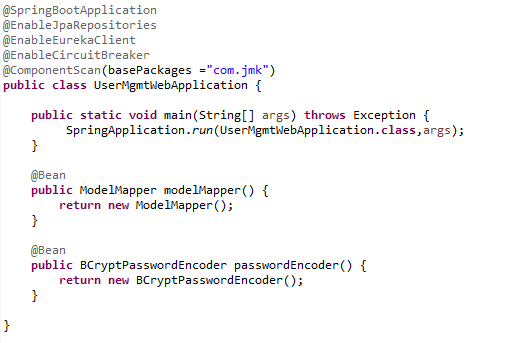 @SpringBootApplication
@EnableJpaRepositories
@EnableEurekaClient
@EnableCircuitBreaker
@ComponentScan(basePackages ="com.jmk")
public class UserMgmtWebApplication {
public static void main(String[] args) throws Exception {
SpringApplication.run(UserMgmtWebApplication.class,args);
}
@Bean
public ModelMapper modelMapper() {
return new ModelMapper();
}
@Bean
public BCryptPasswordEncoder passwordEncoder() {
return new BCryptPasswordEncoder();
}
}